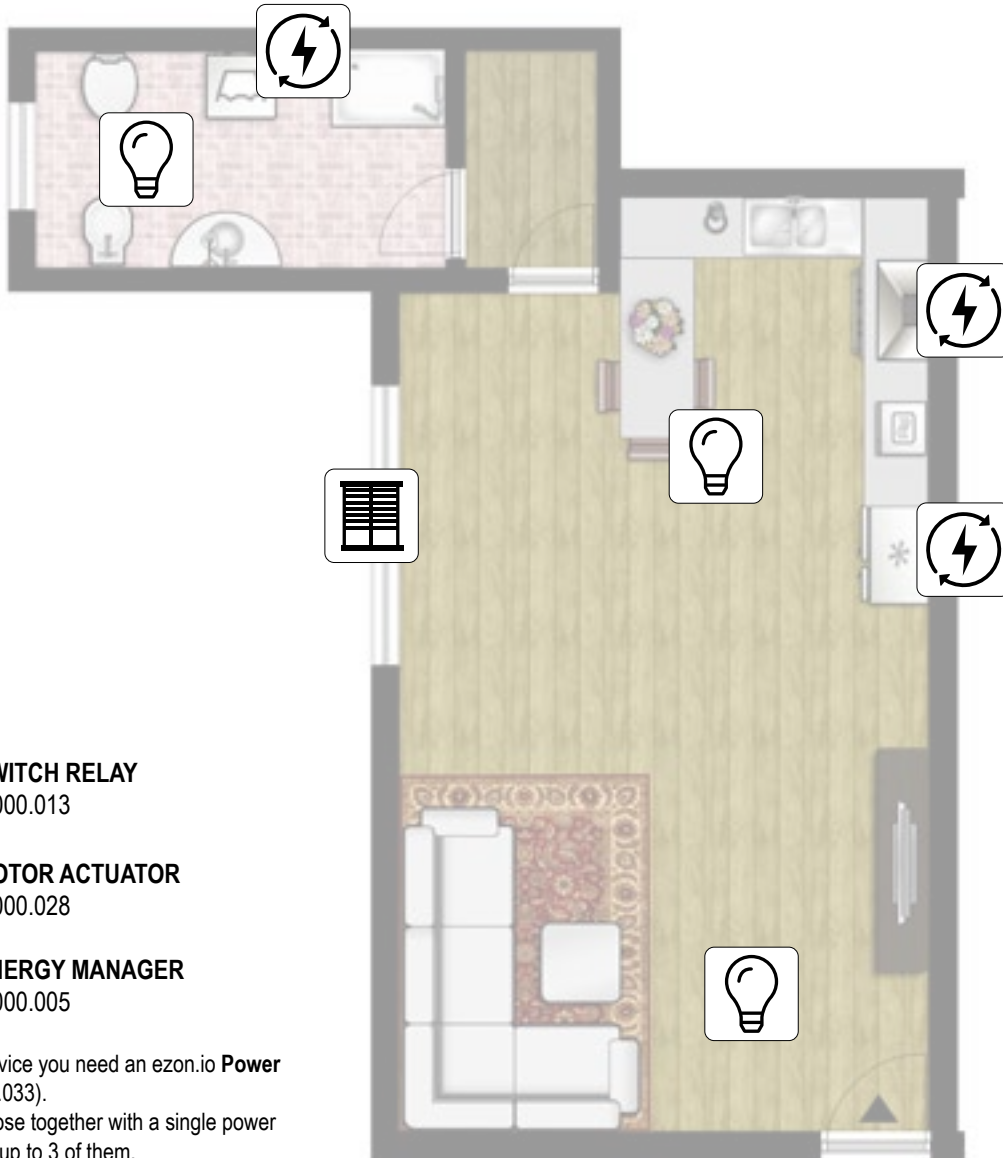 WITCH RELAY
000.013
OTOR ACTUATOR
000.028
NERGY MANAGER
000.005
vice you need an ezon.io Power
.033).
ose together with a single power
up to 3 of them.